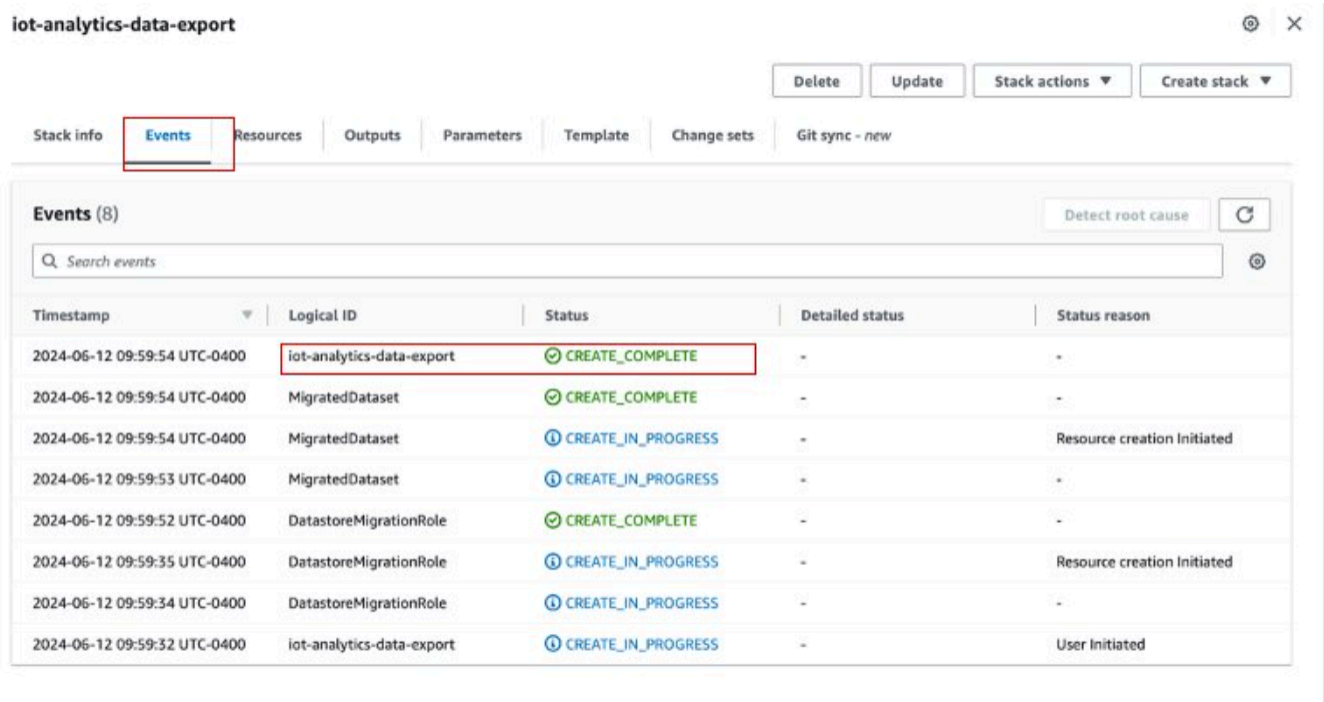 iot-analytics-data-export
Delete Update Stack actions Create stack
Stack info Events Resources Outputs Parameters Template Change sets Git sync - new
Events (8)
Detect root cause
Search events
Timestamp Logical ID Status Detailed status Status reason
2024-06-12 09:59:54 UTC-0400 iot-analytics-data-export CREATE_COMPLETE - -
2024-06-12 09:59:54 UTC-0400 MigratedDataset CREATE_COMPLETE - -
2024-06-12 09:59:54 UTC-0400 MigratedDataset CREATE_IN_PROGRESS - Resource creation Initiated
2024-06-12 09:59:53 UTC-0400 MigratedDataset CREATE_IN_PROGRESS - -
2024-06-12 09:59:52 UTC-0400 DatastoreMigrationRole CREATE_COMPLETE - -
2024-06-12 09:59:35 UTC-0400 DatastoreMigrationRole CREATE_IN_PROGRESS - Resource creation Initiated
2024-06-12 09:59:34 UTC-0400 DatastoreMigrationRole CREATE_IN_PROGRESS - -
2024-06-12 09:59:32 UTC-0400 iot-analytics-data-export CREATE_IN_PROGRESS - User Initiated